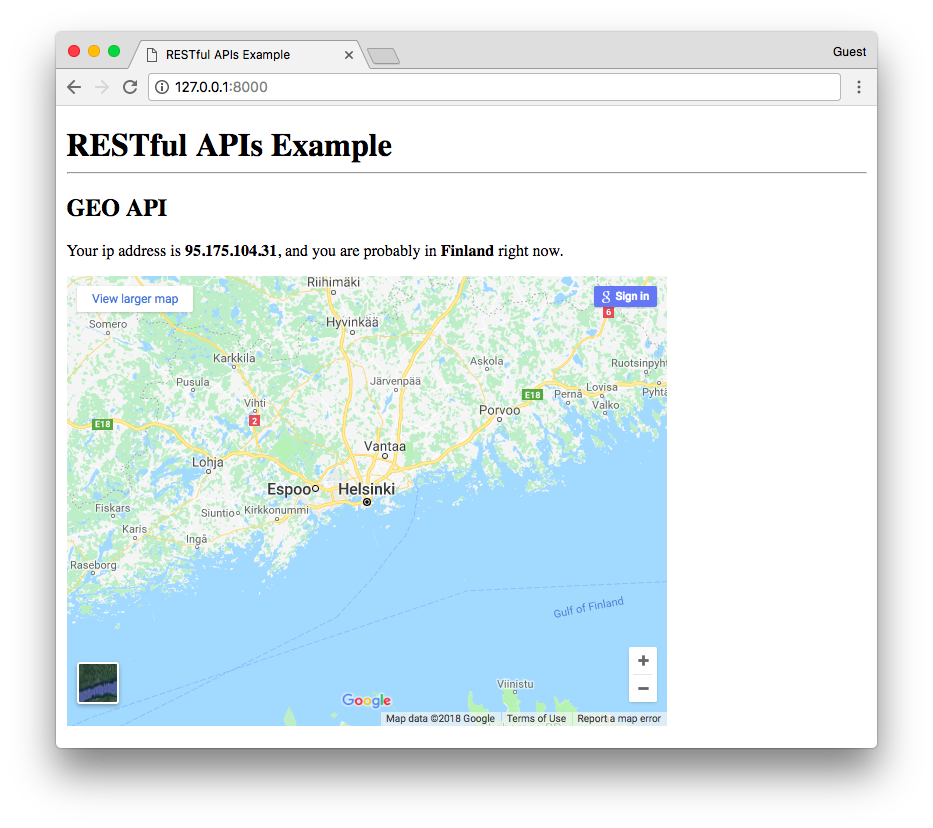 RESTful APIs Example
Guest
127.0.0.1:8000
RESTful APIs Example
GEO API
Your ip address is 95.175.104.31, and you are probably in Finland right now.
View larger map
Riihimäki
Sign in
6
Somero
Hyvinkää
Karkkila
Askola
Ruotsinpyht
Pusula
Järvenpää
Lovisa
Pyhtä
E18
Pernå
Vihti
Valko
Porvoo
E18
2
Vantaa
Lohja
Espoo
Helsinki
Fiskars
Siuntio
Kirkkonummi
Karis
Ingå
Raseborg
Gulf of Finland
Viinistu
Google
Map data ©2018 Google
Terms of Use
Report a map error